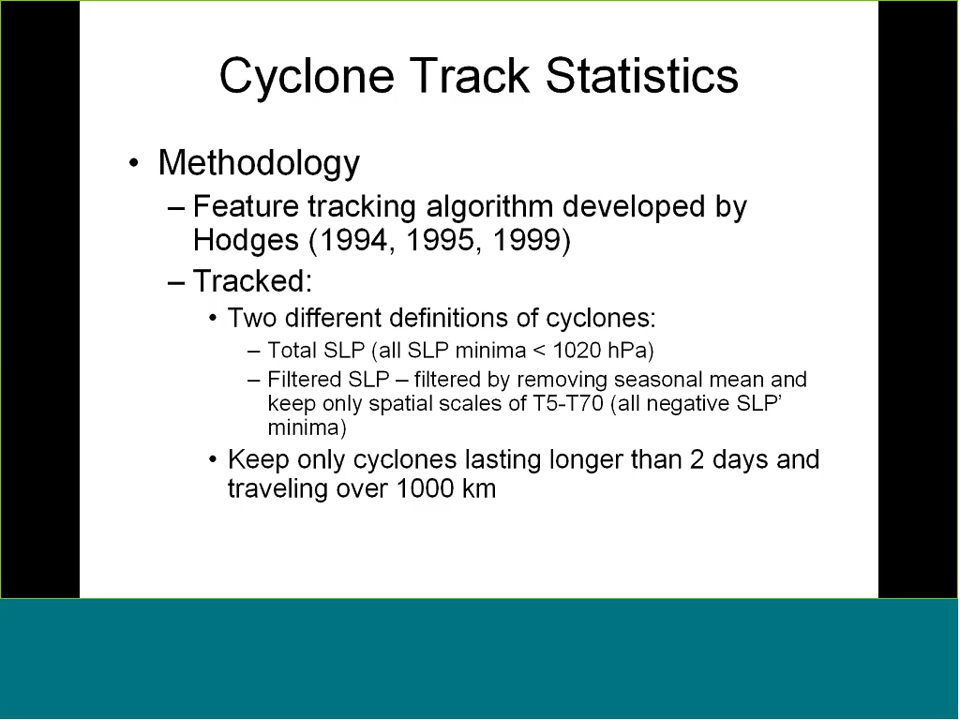 Cyclone Track Statistics
• Methodology
– Feature tracking algorithm developed by
Hodges (1994, 1995, 1999)
– Tracked:
• Two different definitions of cyclones:
– Total SLP (all SLP minima < 1020 hPa)
– Filtered SLP – filtered by removing seasonal mean and
keep only spatial scales of T5-T70 (all negative SLP’
minima)
• Keep only cyclones lasting longer than 2 days and
traveling over 1000 km